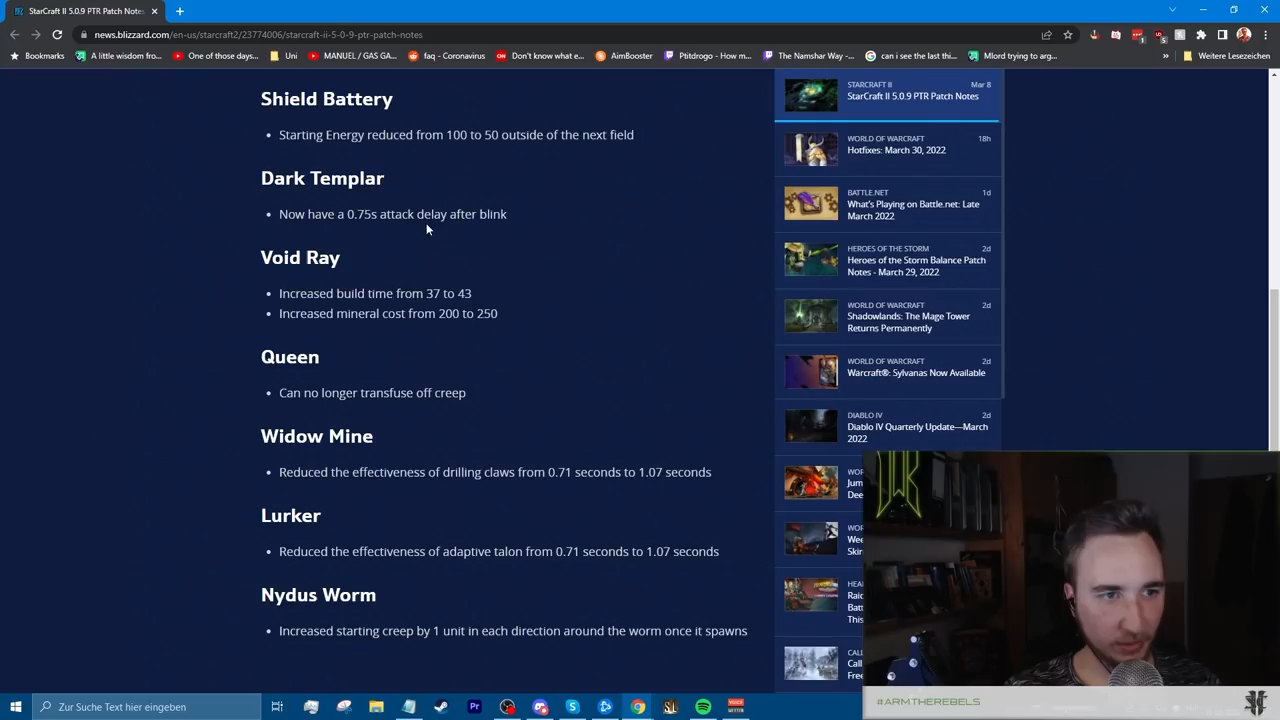 StarCraft II 5.0.9 PTR Patch Notes
news.blizzard.com/en-us/starcraft2/23774006/starcraft-ii-5-0-9-ptr-patch-notes
Bookmarks
A little wisdom fro...
One of those days...
Uni
MANUEL / GAS GA...
reddit
faq - Coronavirus
Don't know what e...
AimBooster
Ptitdrogo - How m...
The Namshar Way -...
can i see the last thi...
Mlord trying to arg...
»
Weitere Lesezeichen
Shield Battery
• Starting Energy reduced from 100 to 50 outside of the next field
Dark Templar
• Now have a 0.75s attack delay after blink
Void Ray
• Increased build time from 37 to 43
• Increased mineral cost from 200 to 250
Queen
• Can no longer transfuse off creep
Widow Mine
• Reduced the effectiveness of drilling claws from 0.71 seconds to 1.07 seconds
Lurker
• Reduced the effectiveness of adaptive talon from 0.71 seconds to 1.07 seconds
Nydus Worm
• Increased starting creep by 1 unit in each direction around the worm once it spawns
STARCRAFT II Mar 8
StarCraft II 5.0.9 PTR Patch Notes
WORLD OF WARCRAFT 18h
Hotfixes: March 30, 2022
BATTLE.NET 1d
What's Playing on Battle.net: Late
March 2022
HEROES OF THE STORM 2d
Heroes of the Storm Balance Patch
Notes - March 29, 2022
WORLD OF WARCRAFT 2d
Shadowlands: The Mage Tower
Returns Permanently
WORLD OF WARCRAFT 2d
Warcraft®: Sylvanas Now Available
DIABLO IV 2d
Diablo IV Quarterly Update—March
2022
#ARMTHEREBELS
Zur Suche Text hier eingeben